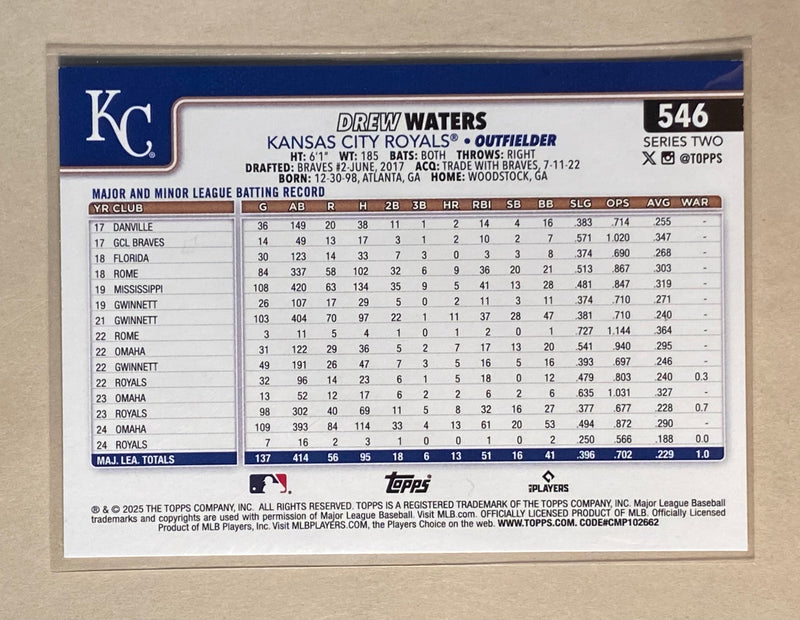 KC
546
DREW WATERS
KANSAS CITY ROYALS® • OUTFIELDER
SERIES TWO
HT: 6'1" WT: 185 BATS: BOTH THROWS: RIGHT
@TOPPS
DRAFTED: BRAVES #2-JUNE, 2017 ACQ: TRADE WITH BRAVES, 7-11-22
BORN: 12-30-98, ATLANTA, GA HOME: WOODSTOCK, GA
MAJOR AND MINOR LEAGUE BATTING RECORD
YR CLUB G AB R H 2B 3B HR RBI SB BB SLG OPS AVG WAR
17 DANVILLE 36 149 20 38 11 1 2 14 4 16 .383 .714 .255 -
17 GCL BRAVES 14 49 13 17 3 1 2 10 2 7 .571 1.020 .347 -
18 FLORIDA 30 123 14 33 7 3 0 3 3 8 .374 .690 .268 -
18 ROME 84 337 58 102 32 6 9 36 20 21 .513 .867 .303 -
19 MISSISSIPPI 108 420 63 134 35 9 5 41 13 28 .481 .847 .319 -
19 GWINNETT 26 107 17 29 5 0 2 11 3 11 .374 .710 .271 -
21 GWINNETT 103 404 70 97 22 1 11 37 28 47 .381 .710 .240 -
22 ROME 3 11 5 4 1 0 1 2 0 1 .727 1.144 .364 -
22 OMAHA 31 122 29 36 5 2 7 17 13 20 .541 .940 .295 -
22 GWINNETT 49 191 26 47 7 3 5 16 5 16 .393 .697 .246 -
22 ROYALS 32 96 14 23 6 1 5 18 0 12 .479 .803 .240 0.3
23 OMAHA 13 52 12 17 6 2 2 6 2 6 .635 1.031 .327 -
23 ROYALS 98 302 40 69 11 5 8 32 16 27 .377 .677 .228 0.7
24 OMAHA 109 393 84 114 33 4 13 61 20 53 .494 .872 .290 -
24 ROYALS 7 16 2 3 1 0 0 1 0 2 .250 .566 .188 0.0
MAJ. LEA. TOTALS 137 414 56 95 18 6 13 51 16 41 .396 .702 .229 1.0
Topps
PLAYERS
® & © 2025 THE TOPPS COMPANY, INC. ALL RIGHTS RESERVED. TOPPS IS A REGISTERED TRADEMARK OF THE TOPPS COMPANY, INC. Major League Baseball
trademarks and copyrights are used with permission of Major League Baseball. Visit MLB.com. OFFICIALLY LICENSED PRODUCT OF MLB. Officially Licensed
Product of MLB Players, Inc. Visit MLBPLAYERS.com, the Players Choice on the web. WWW.TOPPS.COM. CODE#CMP102662